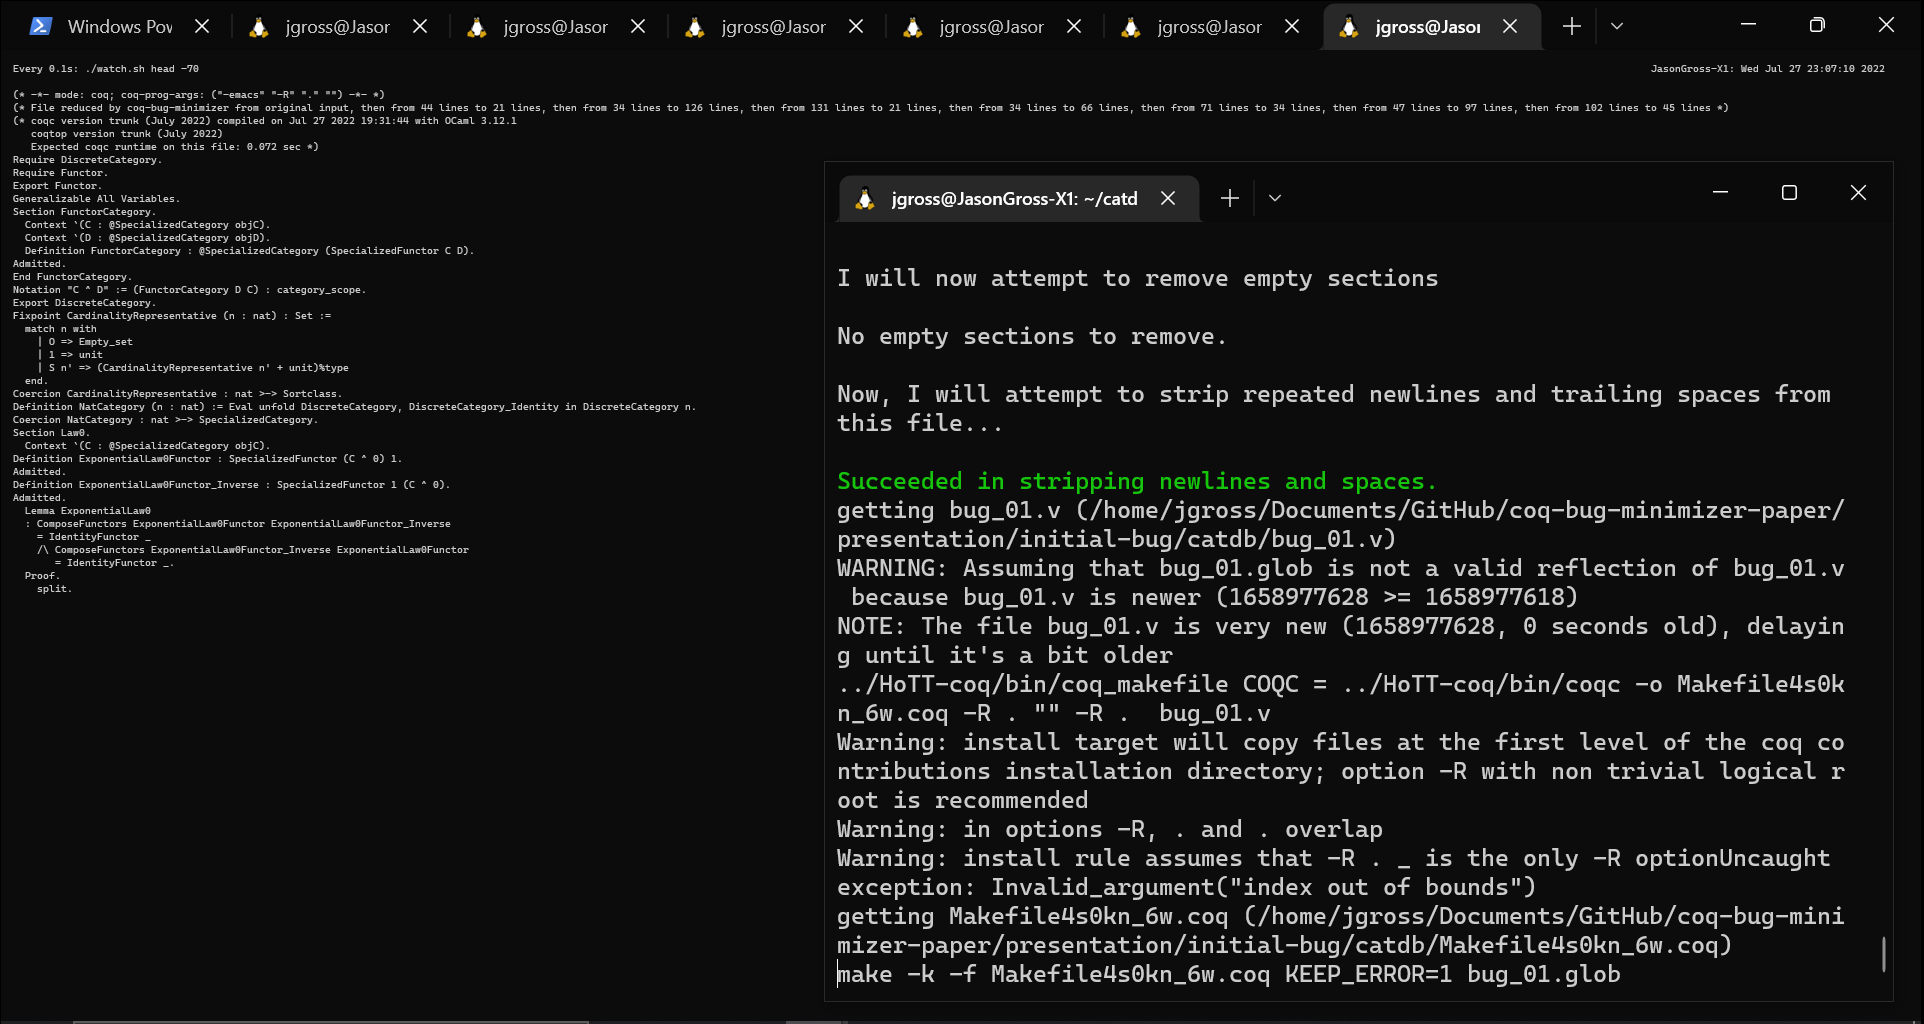 Windows Pow
jgross@Jason
jgross@Jason
jgross@Jason
jgross@Jason
jgross@Jason
jgross@Jason
Every 0.1s: ./watch.sh head -70
JasonGross-X1: Wed Jul 27 23:07:10 2022
(* -*- mode: coq; coq-prog-args: ("-emacs" "-R" "." "") -*- *)
(* File reduced by coq-bug-minimizer from original input, then from 44 lines to 21 lines, then from 34 lines to 126 lines, then from 131 lines to 21 lines, then from 34 lines to 66 lines, then from 71 lines to 34 lines, then from 47 lines to 97 lines, then from 102 lines to 45 lines *)
(* coqc version trunk (July 2022) compiled on Jul 27 2022 19:31:44 with OCaml 3.12.1
   coqtop version trunk (July 2022)
   Expected coqc runtime on this file: 0.072 sec *)
Require DiscreteCategory.
Require Functor.
Export Functor.
Generalizable All Variables.
Section FunctorCategory.
  Context `(C : @SpecializedCategory objC).
  Context `(D : @SpecializedCategory objD).
  Definition FunctorCategory : @SpecializedCategory (SpecializedFunctor C D).
Admitted.
End FunctorCategory.
Notation "C ^ D" := (FunctorCategory D C) : category_scope.
Export DiscreteCategory.
Fixpoint CardinalityRepresentative (n : nat) : Set :=
  match n with
    | O => Empty_set
    | 1 => unit
    | S n' => (CardinalityRepresentative n' + unit)%type
  end.
Coercion CardinalityRepresentative : nat >-> Sortclass.
Definition NatCategory (n : nat) := Eval unfold DiscreteCategory, DiscreteCategory_Identity in DiscreteCategory n.
Coercion NatCategory : nat >-> SpecializedCategory.
Section Law0.
  Context `(C : @SpecializedCategory objC).
Definition ExponentialLaw0Functor : SpecializedFunctor (C ^ 0) 1.
Admitted.
Definition ExponentialLaw0Functor_Inverse : SpecializedFunctor 1 (C ^ 0).
Admitted.
  Lemma ExponentialLaw0
  : ComposeFunctors ExponentialLaw0Functor ExponentialLaw0Functor_Inverse
    = IdentityFunctor _
    /\ ComposeFunctors ExponentialLaw0Functor_Inverse ExponentialLaw0Functor
       = IdentityFunctor _.
  Proof.
    split.
jgross@JasonGross-X1: ~/catd
I will now attempt to remove empty sections
No empty sections to remove.
Now, I will attempt to strip repeated newlines and trailing spaces from
this file...
Succeeded in stripping newlines and spaces.
getting bug_01.v (/home/jgross/Documents/GitHub/coq-bug-minimizer-paper/
presentation/initial-bug/catdb/bug_01.v)
WARNING: Assuming that bug_01.glob is not a valid reflection of bug_01.v
 because bug_01.v is newer (1658977628 >= 1658977618)
NOTE: The file bug_01.v is very new (1658977628, 0 seconds old), delayin
g until it's a bit older
../HoTT-coq/bin/coq_makefile COQC = ../HoTT-coq/bin/coqc -o Makefile4s0k
n_6w.coq -R . "" -R .  bug_01.v
Warning: install target will copy files at the first level of the coq co
ntributions installation directory; option -R with non trivial logical r
oot is recommended
Warning: in options -R, . and . overlap
Warning: install rule assumes that -R . _ is the only -R optionUncaught
exception: Invalid_argument("index out of bounds")
getting Makefile4s0kn_6w.coq (/home/jgross/Documents/GitHub/coq-bug-mini
mizer-paper/presentation/initial-bug/catdb/Makefile4s0kn_6w.coq)
make -k -f Makefile4s0kn_6w.coq KEEP_ERROR=1 bug_01.glob